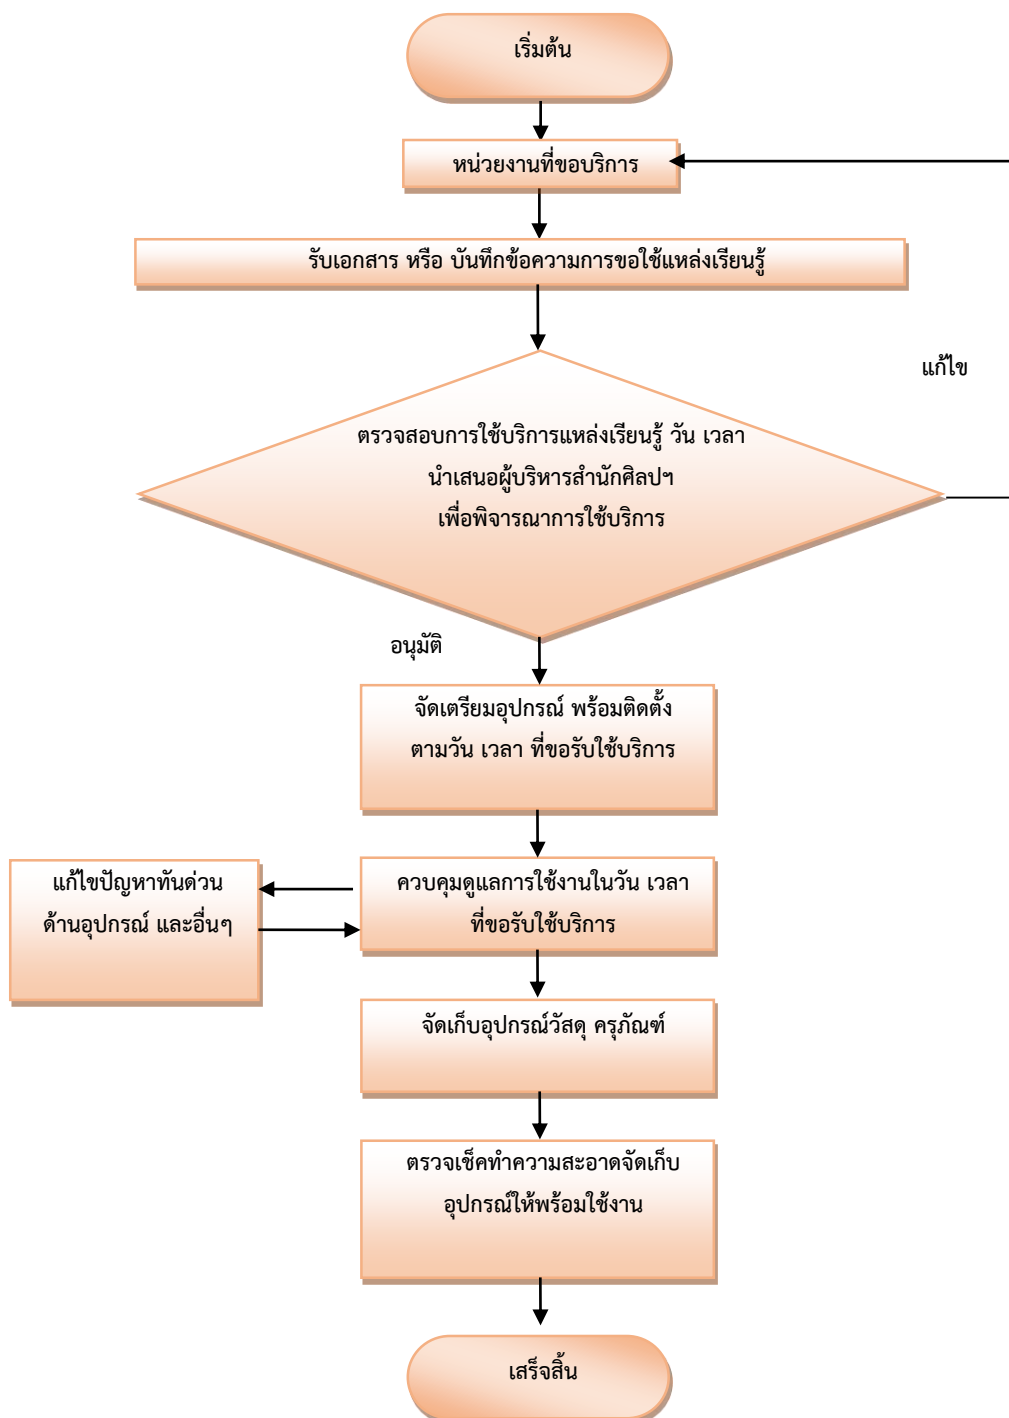 เริ่มต้น
หน่วยงานที่ขอบริการ
รับเอกสาร หรือ บันทึกข้อความการขอใช้แหล่งเรียนรู้
แก้ไข
ตรวจสอบการใช้บริการแหล่งเรียนรู้ วัน เวลา
นำเสนอผู้บริหารสำนักศิลปฯ
เพื่อพิจารณาการใช้บริการ
อนุมัติ
จัดเตรียมอุปกรณ์ พร้อมติดตั้ง
ตามวัน เวลา ที่ขอรับใช้บริการ
แก้ไขปัญหาทันด่วน
ด้านอุปกรณ์ และอื่นๆ
ควบคุมดูแลการใช้งานในวัน เวลา
ที่ขอรับใช้บริการ
จัดเก็บอุปกรณ์วัสดุ ครุภัณฑ์
ตรวจเช็คทำความสะอาดจัดเก็บ
อุปกรณ์ให้พร้อมใช้งาน
เสร็จสิ้น